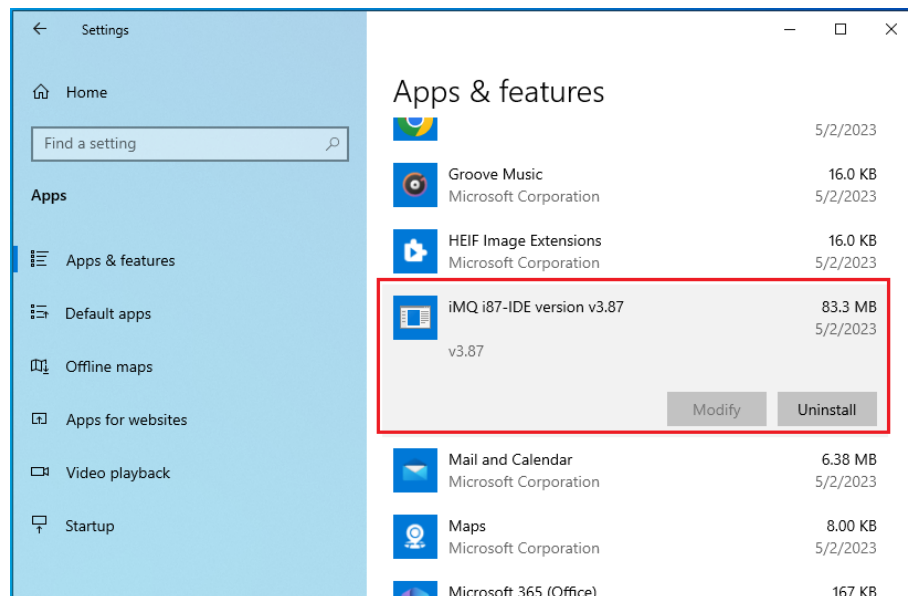 Settings
Home
Find a setting
Apps
Apps & features
Default apps
Offline maps
Apps for websites
Video playback
Startup
Apps & features
5/2/2023
Groove Music 16.0 KB
Microsoft Corporation 5/2/2023
HEIF Image Extensions 16.0 KB
Microsoft Corporation 5/2/2023
iMQ i87-IDE version v3.87 83.3 MB
5/2/2023
v3.87
Modify Uninstall
Mail and Calendar 6.38 MB
Microsoft Corporation 5/2/2023
Maps 8.00 KB
Microsoft Corporation 5/2/2023
Microsoft 365 (Office) 167 KB